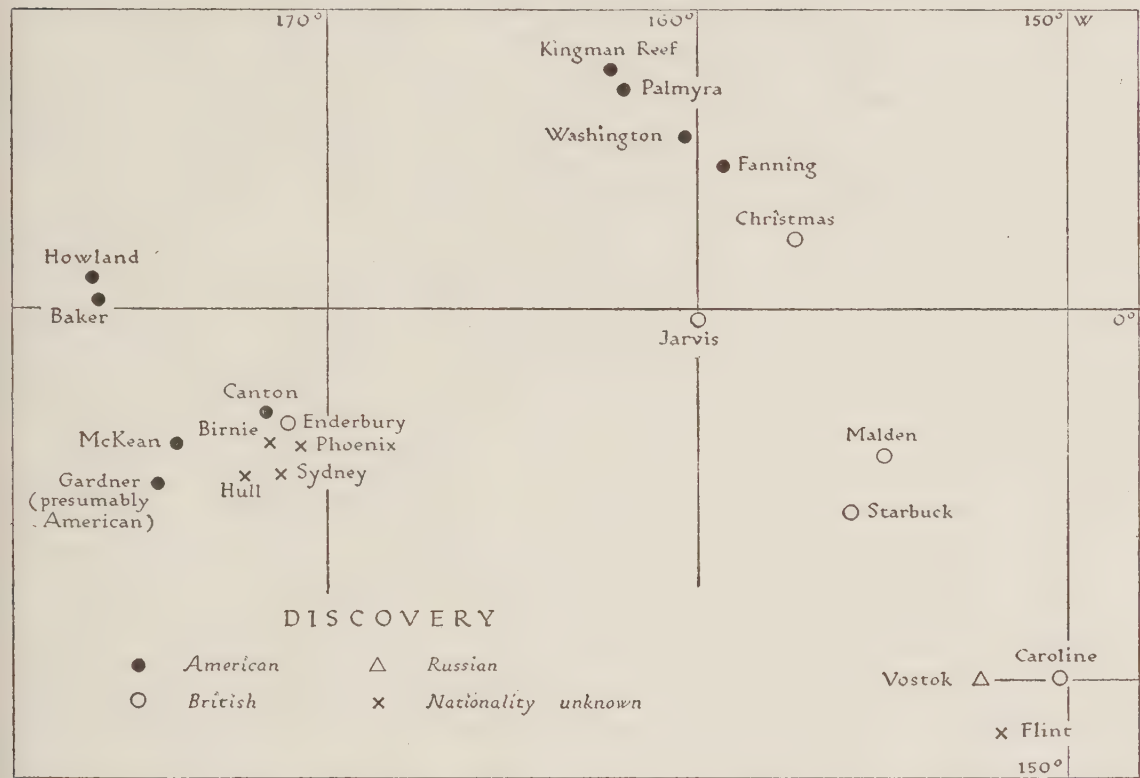 170° 160° 150° W
Kingman Reef
Palmyra
Washington
Fanning
Christmas
Howland
Baker
0°
Jarvis
Canton
Enderbury
Birnie
McKean
Phoenix
Malden
Gardner
(presumably
American)
Sydney
Hull
Starbuck
DISCOVERY
American
Russian
British
Nationality unknown
Caroline
Vostok
Flint
150°